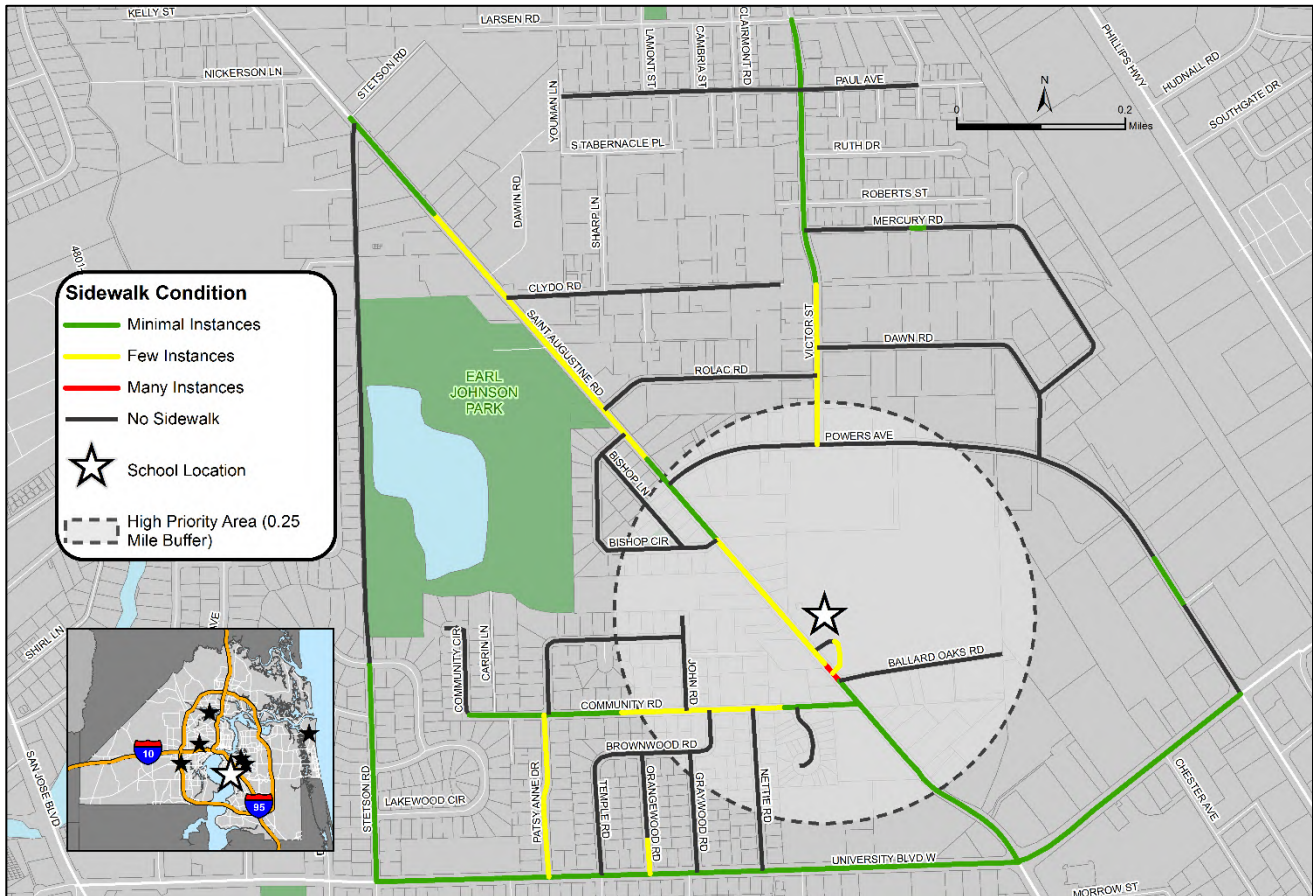 KELLY ST
LARSEN RD
NICKERSON LN
STETSON RD
YOUMAN LN
LAMONT ST
CAMBRIA ST
CLAIRMONT RD
PAUL AVE
PHILLIPS HWY
HUDNALL RD
SOUTHGATE DR
N
0
0.2
Miles
S TABERNACLE PL
RUTH DR
DAWIN RD
SHARP LN
ROBERTS ST
MERCURY RD
4801
Sidewalk Condition
Minimal Instances
Few Instances
Many Instances
No Sidewalk
School Location
High Priority Area (0.25
Mile Buffer)
CLYDO RD
SAINT AUGUSTINE RD
VICTOR ST
DAWN RD
EARL
JOHNSON
PARK
ROLAC RD
POWERS AVE
BISHOP LN
BISHOP CIR
SHIRL LN
AVE
COMMUNITY CIR
CARRIN LN
JOHN RD
BALLARD OAKS RD
COMMUNITY RD
BROWNWOOD RD
STETSON RD
LAKEWOOD CIR
PATSY ANNE DR
TEMPLE RD
ORANGEWOOD RD
GRAYWOOD RD
NETTIE RD
SAN JOSE BLVD
10
95
CHESTER AVE
UNIVERSITY BLVD W
MORROW ST